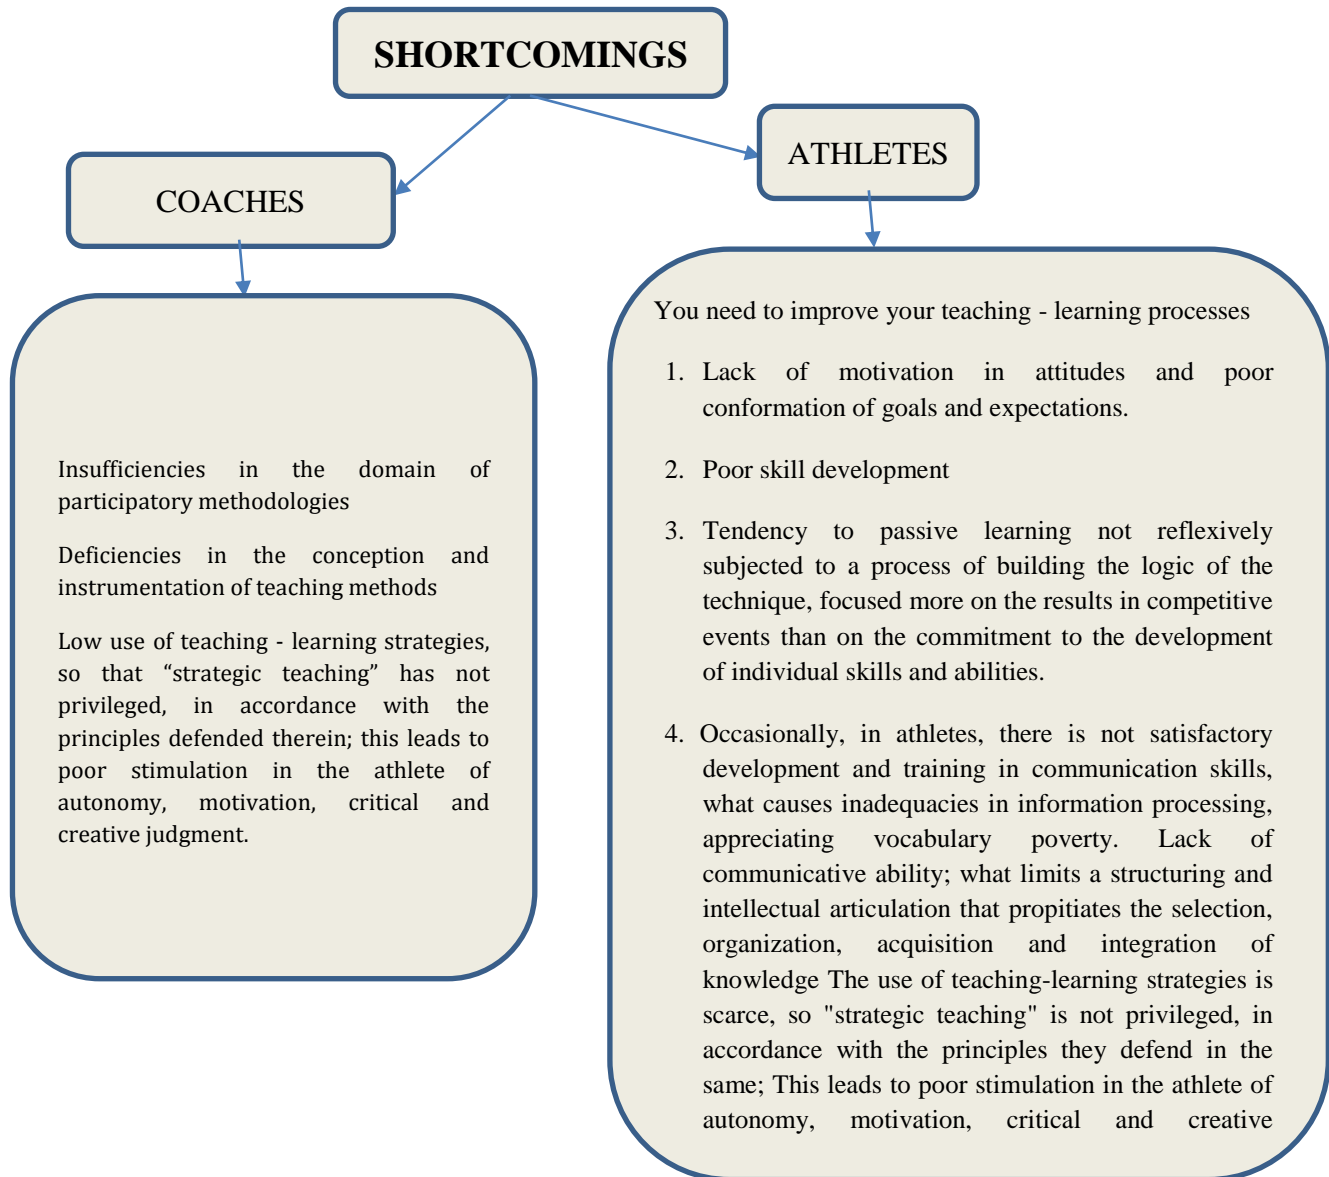 SHORTCOMINGS
COACHES
ATHLETES
Insufficiencies in the domain of
participatory methodologies
Deficiencies in the conception and
instrumentation of teaching methods
Low use of teaching - learning strategies,
so that “strategic teaching” has not
privileged, in accordance with the
principles defended therein; this leads to
poor stimulation in the athlete of
autonomy, motivation, critical and
creative judgment.
You need to improve your teaching - learning processes
1. Lack of motivation in attitudes and poor
conformation of goals and expectations.
2. Poor skill development
3. Tendency to passive learning not reflexively
subjected to a process of building the logic of the
technique, focused more on the results in competitive
events than on the commitment to the development
of individual skills and abilities.
4. Occasionally, in athletes, there is not satisfactory
development and training in communication skills,
what causes inadequacies in information processing,
appreciating vocabulary poverty. Lack of
communicative ability; what limits a structuring and
intellectual articulation that propitiates the selection,
organization, acquisition and integration of
knowledge The use of teaching-learning strategies is
scarce, so "strategic teaching" is not privileged, in
accordance with the principles they defend in the
same; This leads to poor stimulation in the athlete of
autonomy, motivation, critical and creative